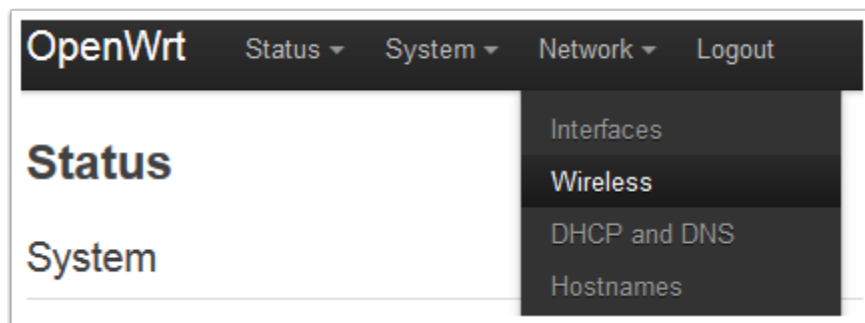 OpenWrt Status System Network Logout
Interfaces
Status
Wireless
DHCP and DNS
System
Hostnames